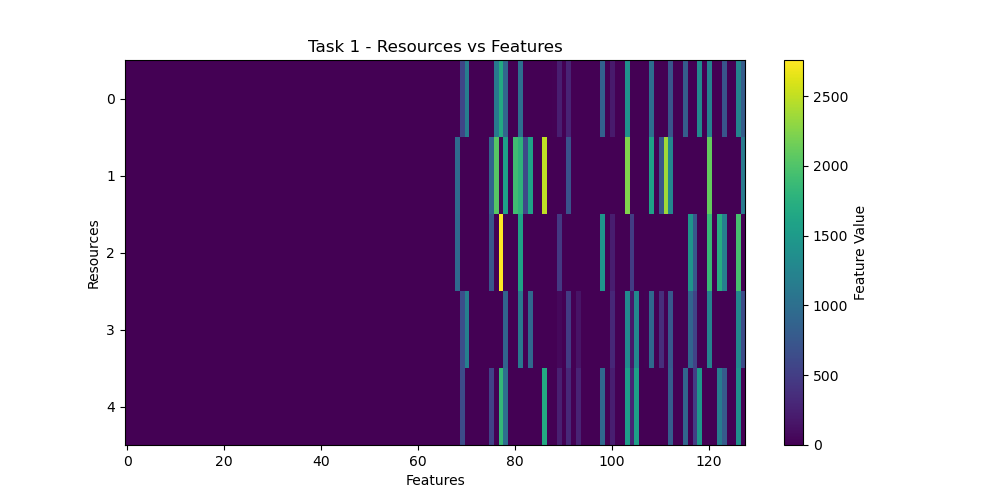 Task 1 - Resources vs Features
Resources
0
1
2
3
4
0 20 40 60 80 100 120
Features
2500
2000
1500
1000
500
0
Feature Value